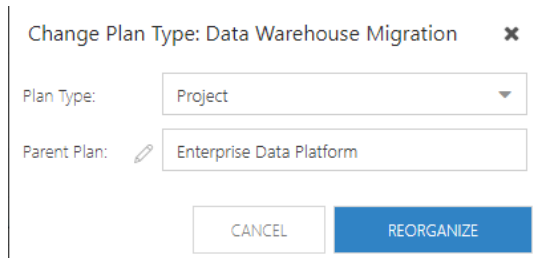 Change Plan Type: Data Warehouse Migration
Plan Type: Project
Parent Plan: Enterprise Data Platform
CANCEL REORGANIZE